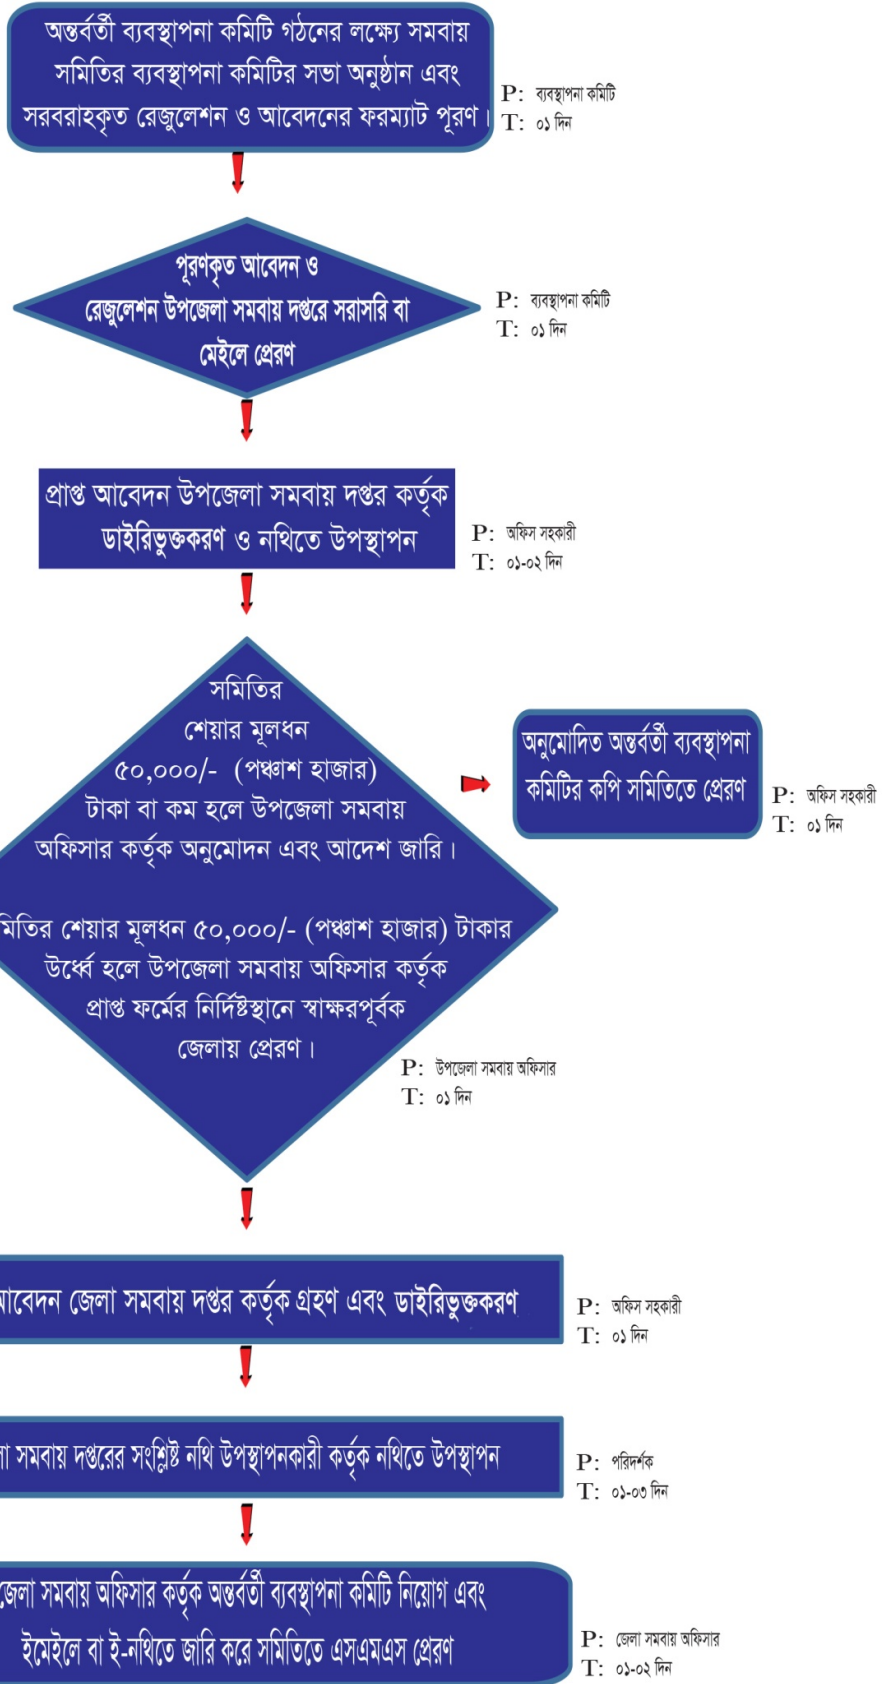 অন্তর্বর্তী ব্যবস্থাপনা কমিটি গঠনের লক্ষ্যে সমবায়
সমিতির ব্যবস্থাপনা কমিটির সভা অনুষ্ঠান এবং
সরবরাহকৃত রেজুলেশন ও আবেদনের ফরম্যাট পূরণ।
P: ব্যবস্থাপনা কমিটি
T: ০১ দিন
পূরণকৃত আবেদন ও
রেজুলেশন উপজেলা সমবায় দপ্তরে সরাসরি বা
মেইলে প্রেরণ
P: ব্যবস্থাপনা কমিটি
T: ০১ দিন
প্রাপ্ত আবেদন উপজেলা সমবায় দপ্তর কর্তৃক
ডাইরিভুক্তকরণ ও নথিতে উপস্থাপন
P: অফিস সহকারী
T: ০১-০২ দিন
সমিতির
শেয়ার মূলধন
৫০,০০০/- (পঞ্চাশ হাজার)
টাকা বা কম হলে উপজেলা সমবায়
অফিসার কর্তৃক অনুমোদন এবং আদেশ জারি।
মিতির শেয়ার মূলধন ৫০,০০০/- (পঞ্চাশ হাজার) টাকার
উর্ধ্বে হলে উপজেলা সমবায় অফিসার কর্তৃক
প্রাপ্ত ফর্মের নির্দিষ্টস্থানে স্বাক্ষরপূর্বক
জেলায় প্রেরণ।
P: উপজেলা সমবায় অফিসার
T: ০১ দিন
অনুমোদিত অন্তর্বর্তী ব্যবস্থাপনা
কমিটির কপি সমিতিতে প্রেরণ
P: অফিস সহকারী
T: ০১ দিন
আবেদন জেলা সমবায় দপ্তর কর্তৃক গ্রহণ এবং ডাইরিভুক্তকরণ
P: অফিস সহকারী
T: ০১ দিন
লা সমবায় দপ্তরের সংশ্লিষ্ট নথি উপস্থাপনকারী কর্তৃক নথিতে উপস্থাপন
P: পরিদর্শক
T: ০১-০৩ দিন
জেলা সমবায় অফিসার কর্তৃক অন্তর্বর্তী ব্যবস্থাপনা কমিটি নিয়োগ এবং
ইমেইলে বা ই-নথিতে জারি করে সমিতিতে এসএমএস প্রেরণ
P: জেলা সমবায় অফিসার
T: ০১-০২ দিন